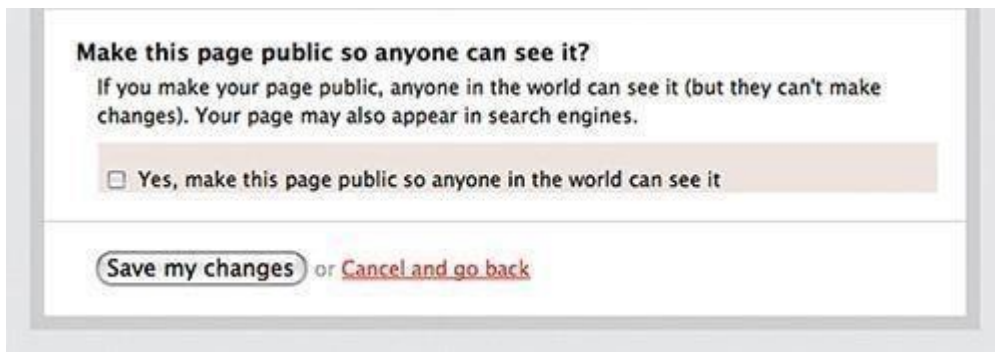 Make this page public so anyone can see it?
If you make your page public, anyone in the world can see it (but they can't make
changes). Your page may also appear in search engines.
Yes, make this page public so anyone in the world can see it
Save my changes or Cancel and go back